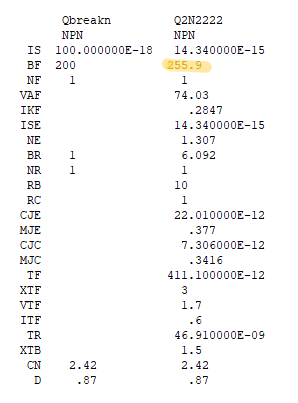 Qbreakn Q2N2222
NPN NPN
IS 100.000000E-18 14.340000E-15
BF 200 255.9
NF 1 1
VAF 74.03
IKF .2847
ISE 14.340000E-15
NE 1.307
BR 1 6.092
NR 1 1
RB 10
RC 1
CJE 22.010000E-12
MJE .377
CJC 7.306000E-12
MJC .3416
TF 411.100000E-12
XTF 3
VTF 1.7
ITF .6
TR 46.910000E-09
XTB 1.5
CN 2.42 2.42
D .87 .87